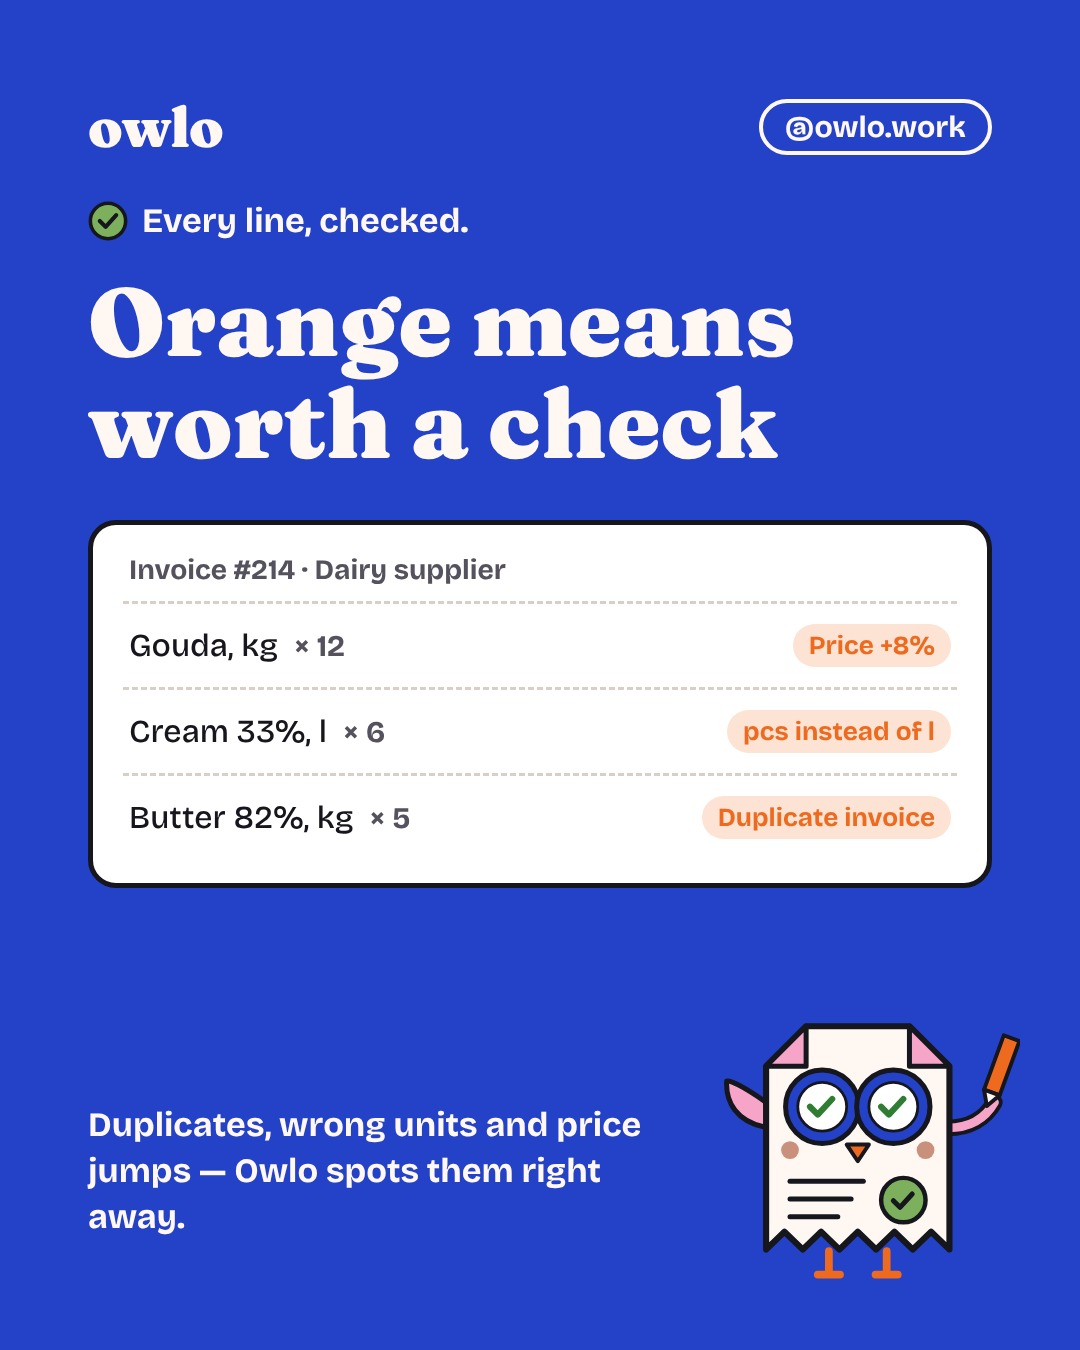 owlo
@owlo.work
Every line, checked.
Orange means
worth a check
Invoice #214 · Dairy supplier
Gouda, kg × 12 Price +8%
Cream 33%, l × 6 pcs instead of l
Butter 82%, kg × 5 Duplicate invoice
Duplicates, wrong units and price
jumps — Owlo spots them right
away.